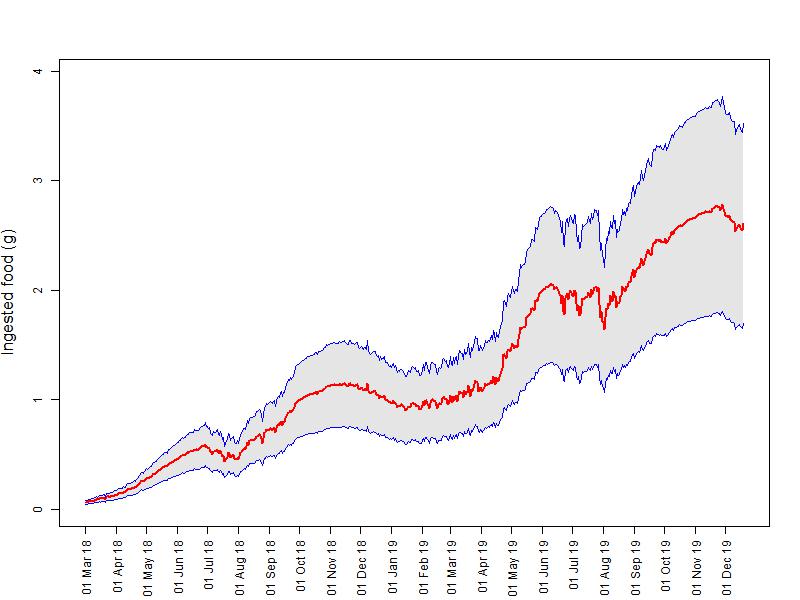 Ingested food (g)
4
3
2
1
0
01 Mar 18
01 Apr 18
01 May 18
01 Jun 18
01 Jul 18
01 Aug 18
01 Sep 18
01 Oct 18
01 Nov 18
01 Dec 18
01 Jan 19
01 Feb 19
01 Mar 19
01 Apr 19
01 May 19
01 Jun 19
01 Jul 19
01 Aug 19
01 Sep 19
01 Oct 19
01 Nov 19
01 Dec 19